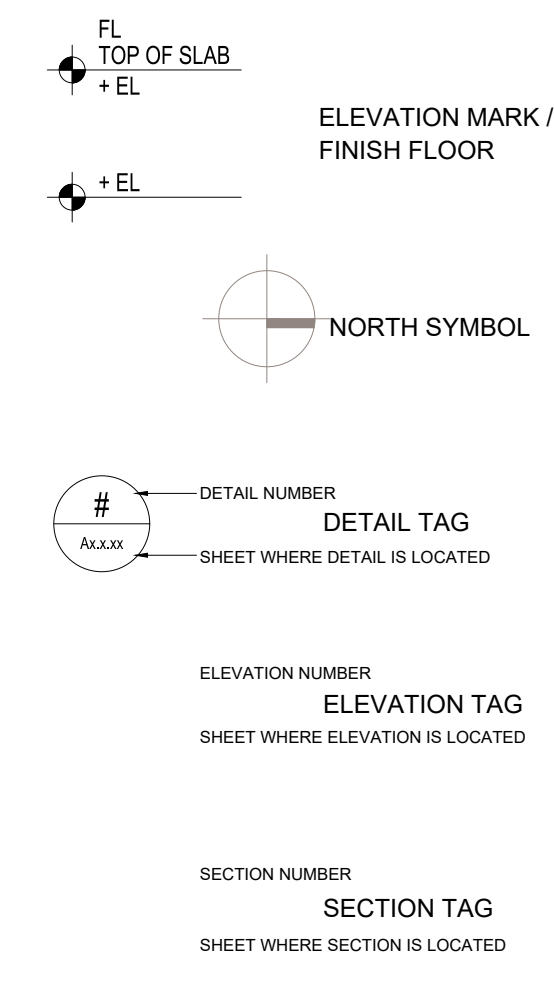 FL
TOP OF SLAB
+ EL
ELEVATION MARK /
FINISH FLOOR
+ EL
NORTH SYMBOL
#
Ax.x.xx
DETAIL NUMBER
DETAIL TAG
SHEET WHERE DETAIL IS LOCATED
ELEVATION NUMBER
ELEVATION TAG
SHEET WHERE ELEVATION IS LOCATED
SECTION NUMBER
SECTION TAG
SHEET WHERE SECTION IS LOCATED